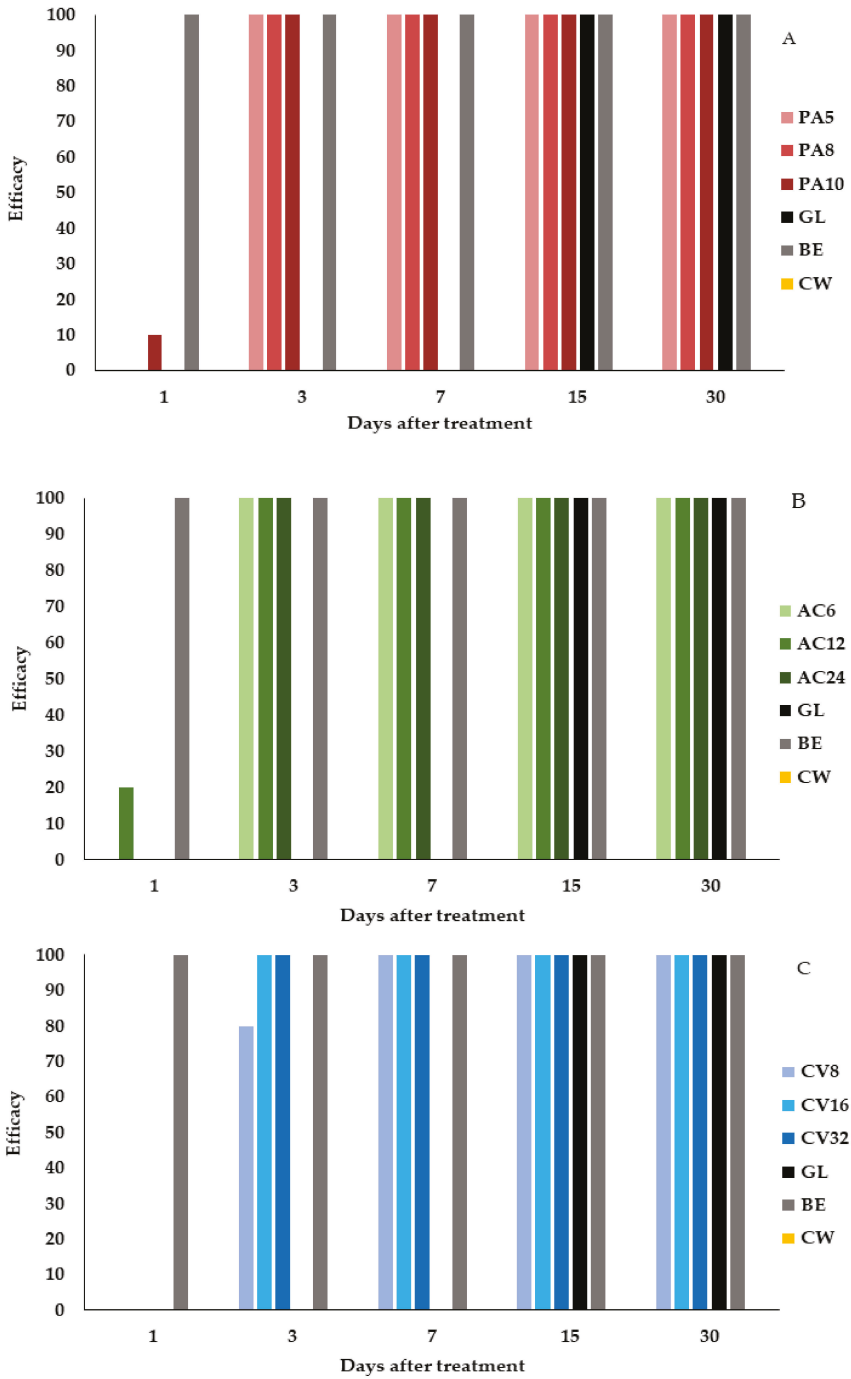 A
100
90
80
70
60
50
40
30
20
10
0
Efficacy
1 3 7 15 30
Days after treatment
PA5
PA8
PA10
GL
BE
CW
B
100
90
80
70
60
50
40
30
20
10
0
Efficacy
1 3 7 15 30
Days after treatment
AC6
AC12
AC24
GL
BE
CW
C
100
90
80
70
60
50
40
30
20
10
0
Efficacy
1 3 7 15 30
Days after treatment
CV8
CV16
CV32
GL
BE
CW